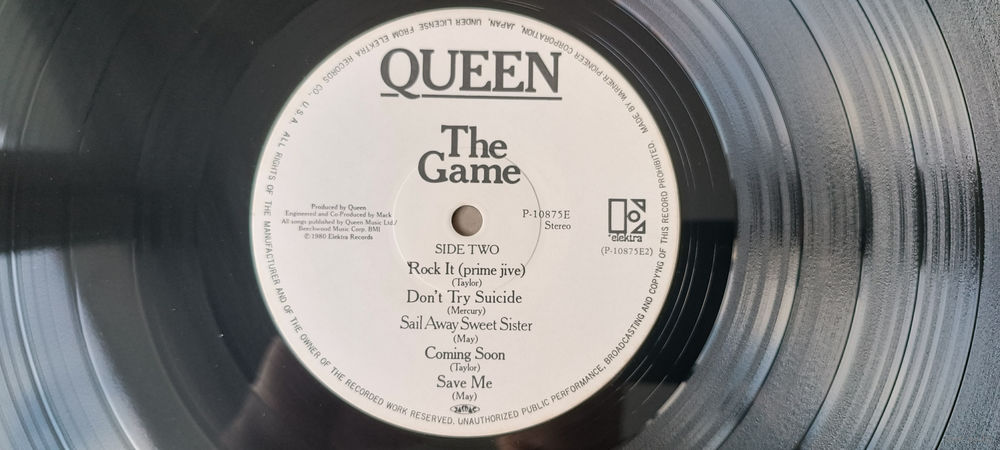 QUEEN
The
Game
Produced by Queen
Engineered and Co-Produced by Mack
All songs published by Queen Music Ltd./
Beechwood Music Corp. BMI
© 1980 Elektra Records
P-10875E
Stereo
elektra
(P-10875E2)
SIDE TWO
Rock It (prime jive)
(Taylor)
Don't Try Suicide
(Mercury)
Sail Away Sweet Sister
(May)
Coming Soon
(Taylor)
Save Me
(May)
JASRAC
MADE BY WARNER-PIONEER CORPORATION, JAPAN, UNDER LICENSE FROM ELEKTRA RECORDS CO., U.S.A. ALL RIGHTS OF THE MANUFACTURER AND OF THE OWNER OF THE RECORDED WORK RESERVED. UNAUTHORIZED PUBLIC PERFORMANCE, BROADCASTING AND COPYING OF THIS RECORD PROHIBITED.